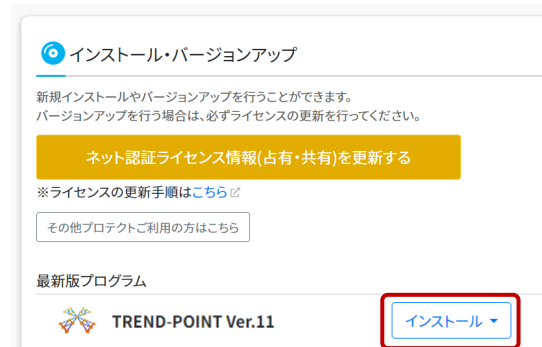 インストール・バージョンアップ
新規インストールやバージョンアップを行うことができます。
バージョンアップを行う場合は、必ずライセンスの更新を行ってください。
ネット認証ライセンス情報(占有・共有)を更新する
※ライセンスの更新手順はこちら
その他プロテクトご利用の方はこちら
最新版プログラム
TREND-POINT Ver.11 インストール